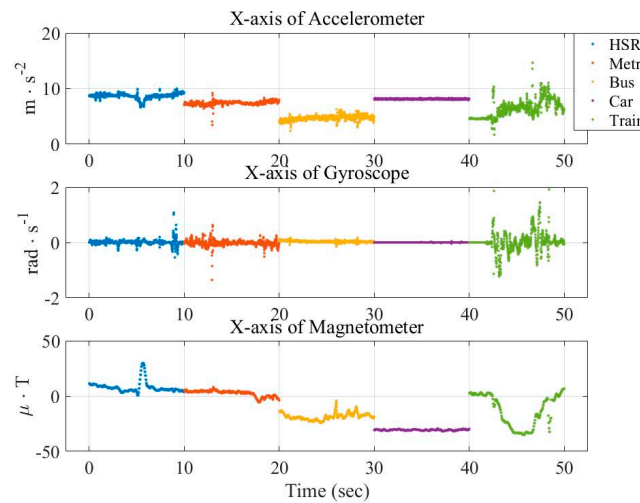 X-axis of Accelerometer
m · s-2
20
10
0
0 10 20 30 40 50
HSR
Metr
Bus
Car
Train
X-axis of Gyroscope
rad · s-1
2
0
-2
0 10 20 30 40 50
X-axis of Magnetometer
μ · T
50
0
-50
0 10 20 30 40 50
Time (sec)